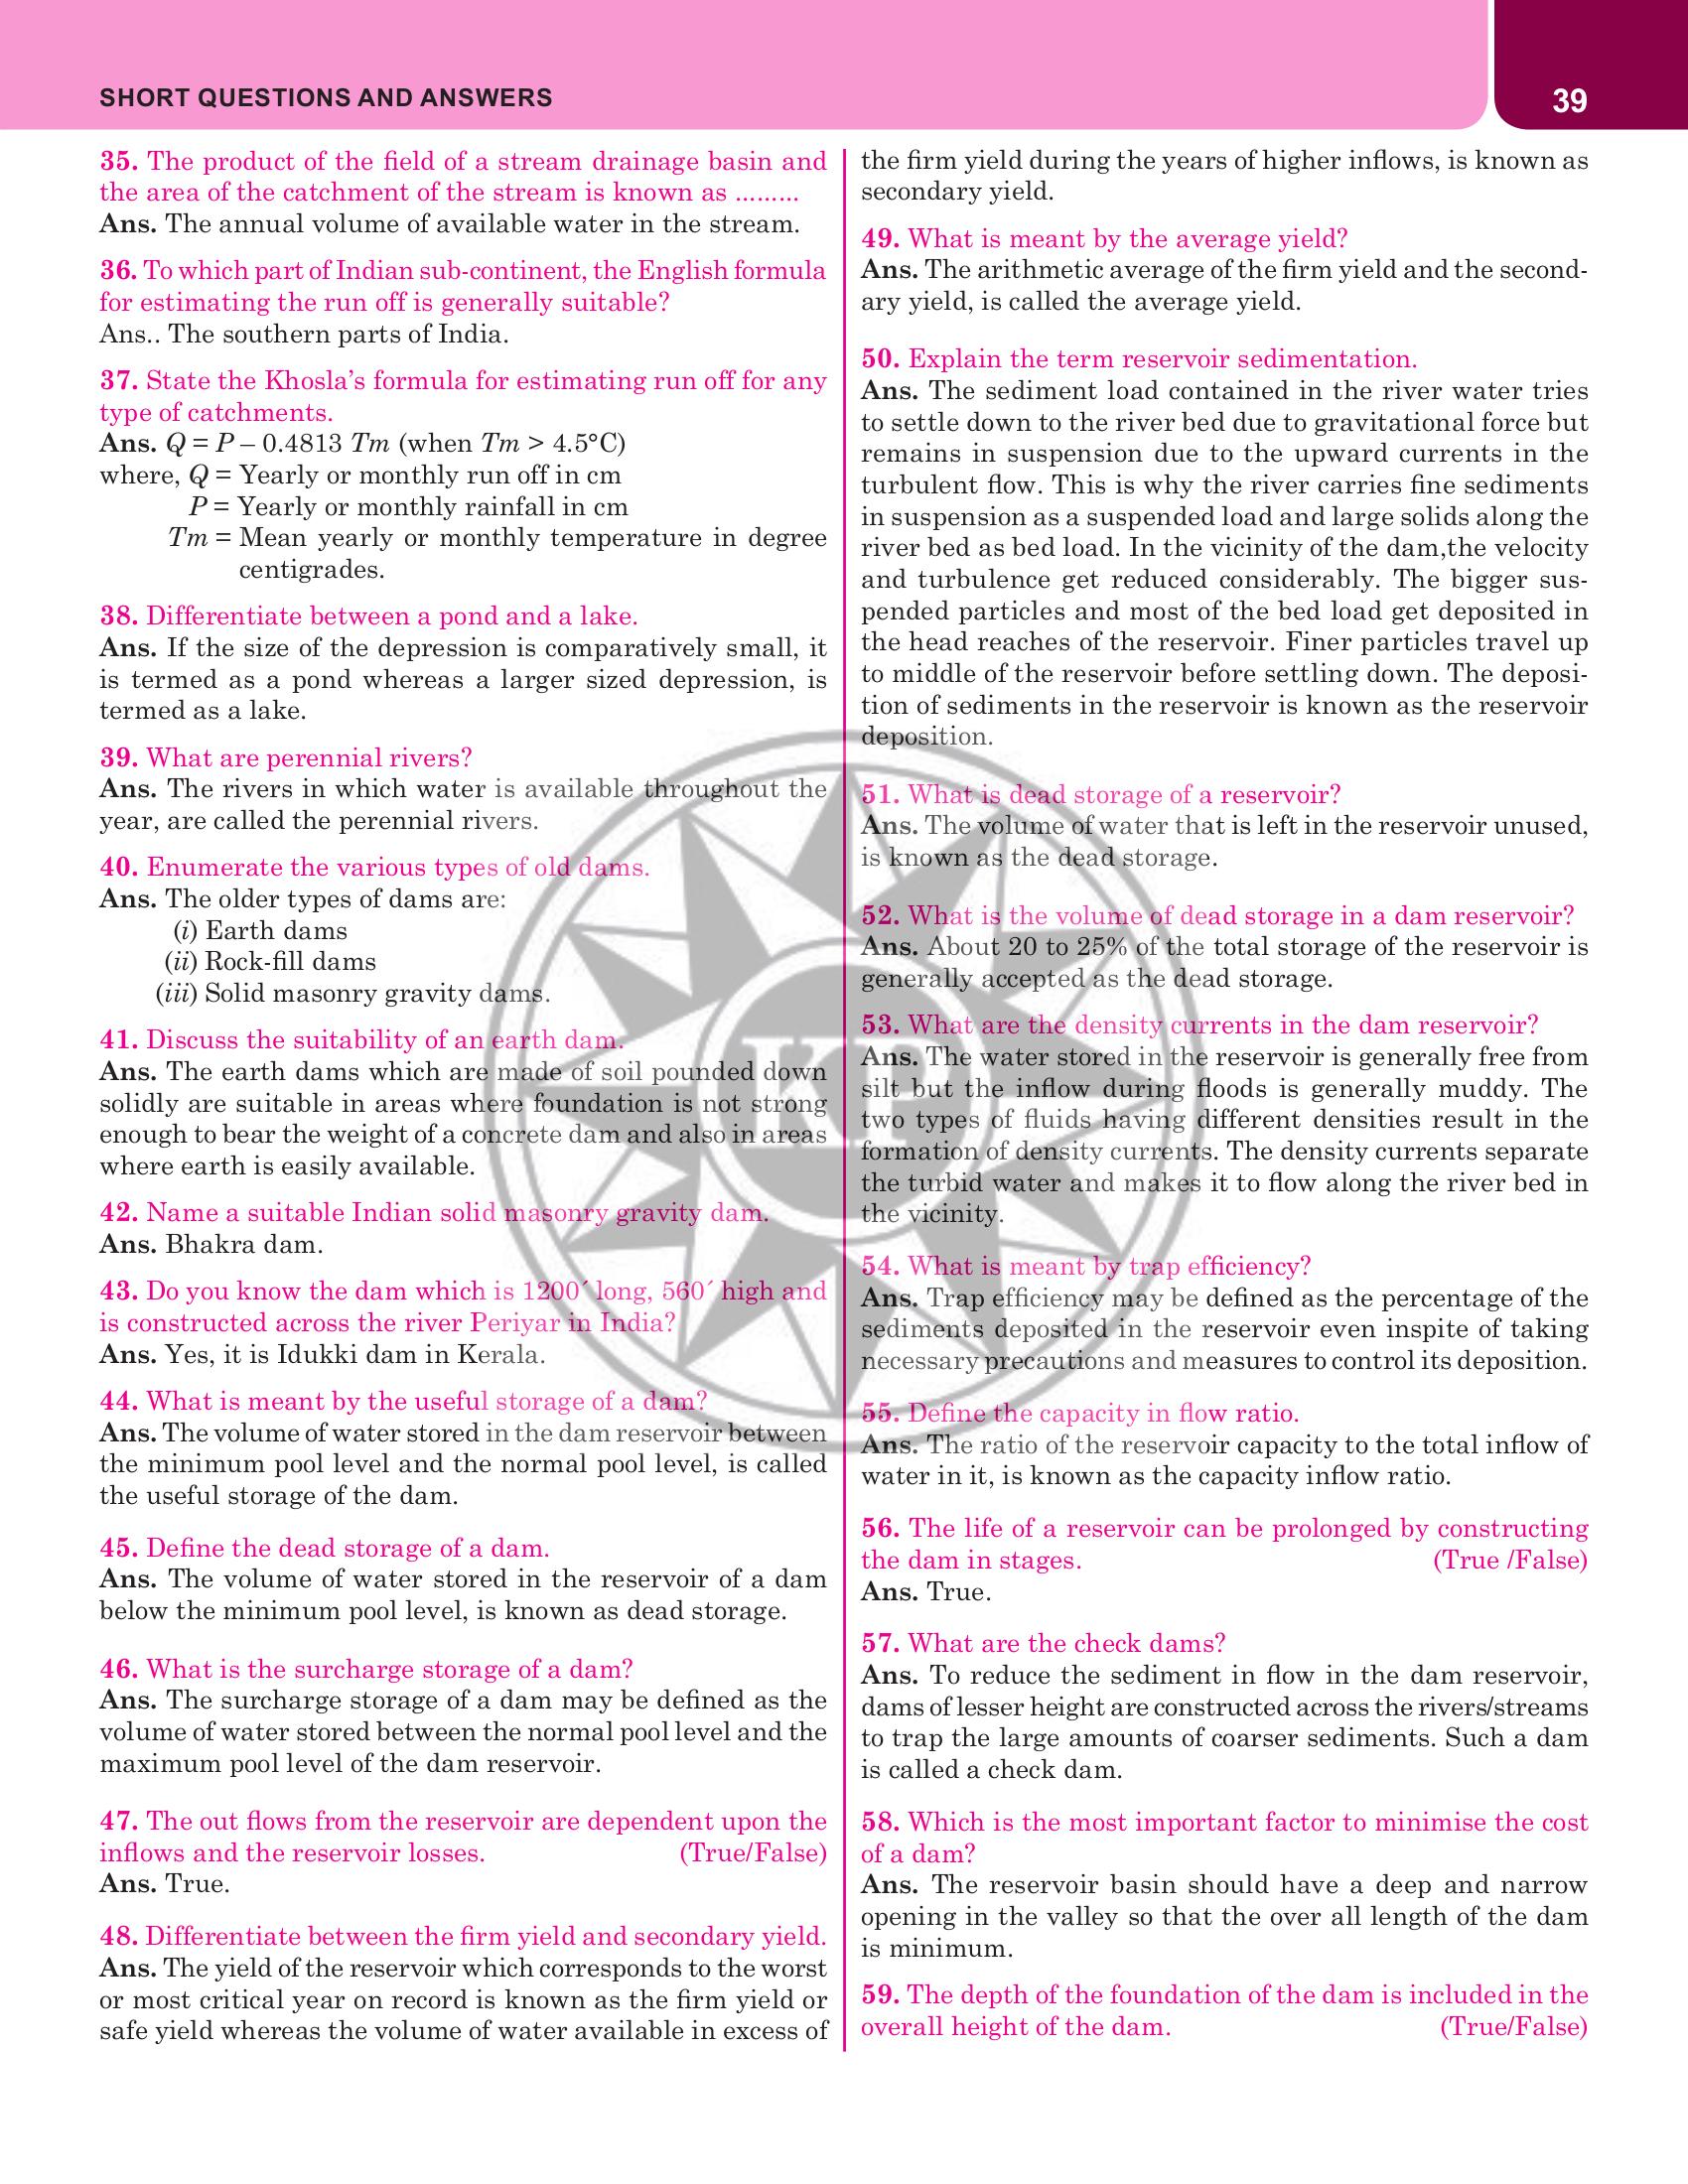 SHORT QUESTIONS AND ANSWERS
39
35. The product of the field of a stream drainage basin and
the area of the catchment of the stream is known as .........
Ans. The annual volume of available water in the stream.
36. To which part of Indian sub-continent, the English formula
for estimating the run off is generally suitable?
Ans.. The southern parts of India.
37. State the Khosla's formula for estimating run off for any
type of catchments.
Ans. Q = P – 0.4813 Tm (when Tm > 4.5°C)
where, Q = Yearly or monthly run off in cm
P = Yearly or monthly rainfall in cm
Tm = Mean yearly or monthly temperature in degree
centigrades.
38. Differentiate between a pond and a lake.
Ans. If the size of the depression is comparatively small, it
is termed as a pond whereas a larger sized depression, is
termed as a lake.
39. What are perennial rivers?
Ans. The rivers in which water is available throughout the
year, are called the perennial rivers.
40. Enumerate the various types of old dams.
Ans. The older types of dams are:
(i) Earth dams
(ii) Rock-fill dams
(iii) Solid masonry gravity dams.
41. Discuss the suitability of an earth dam.
Ans. The earth dams which are made of soil pounded down
solidly are suitable in areas where foundation is not strong
enough to bear the weight of a concrete dam and also in areas
where earth is easily available.
42. Name a suitable Indian solid masonry gravity dam.
Ans. Bhakra dam.
43. Do you know the dam which is 1200´ long, 560´ high and
is constructed across the river Periyar in India?
Ans. Yes, it is Idukki dam in Kerala.
44. What is meant by the useful storage of a dam?
Ans. The volume of water stored in the dam reservoir between
the minimum pool level and the normal pool level, is called
the useful storage of the dam.
45. Define the dead storage of a dam.
Ans. The volume of water stored in the reservoir of a dam
below the minimum pool level, is known as dead storage.
46. What is the surcharge storage of a dam?
Ans. The surcharge storage of a dam may be defined as the
volume of water stored between the normal pool level and the
maximum pool level of the dam reservoir.
47. The out flows from the reservoir are dependent upon the
inflows and the reservoir losses. (True/False)
Ans. True.
48. Differentiate between the firm yield and secondary yield.
Ans. The yield of the reservoir which corresponds to the worst
or most critical year on record is known as the firm yield or
safe yield whereas the volume of water available in excess of
the firm yield during the years of higher inflows, is known as
secondary yield.
49. What is meant by the average yield?
Ans. The arithmetic average of the firm yield and the second-
ary yield, is called the average yield.
50. Explain the term reservoir sedimentation.
Ans. The sediment load contained in the river water tries
to settle down to the river bed due to gravitational force but
remains in suspension due to the upward currents in the
turbulent flow. This is why the river carries fine sediments
in suspension as a suspended load and large solids along the
river bed as bed load. In the vicinity of the dam,the velocity
and turbulence get reduced considerably. The bigger sus-
pended particles and most of the bed load get deposited in
the head reaches of the reservoir. Finer particles travel up
to middle of the reservoir before settling down. The deposi-
tion of sediments in the reservoir is known as the reservoir
deposition.
51. What is dead storage of a reservoir?
Ans. The volume of water that is left in the reservoir unused,
is known as the dead storage.
52. What is the volume of dead storage in a dam reservoir?
Ans. About 20 to 25% of the total storage of the reservoir is
generally accepted as the dead storage.
53. What are the density currents in the dam reservoir?
Ans. The water stored in the reservoir is generally free from
silt but the inflow during floods is generally muddy. The
two types of fluids having different densities result in the
formation of density currents. The density currents separate
the turbid water and makes it to flow along the river bed in
the vicinity.
54. What is meant by trap efficiency?
Ans. Trap efficiency may be defined as the percentage of the
sediments deposited in the reservoir even inspite of taking
necessary precautions and measures to control its deposition.
55. Define the capacity in flow ratio.
Ans. The ratio of the reservoir capacity to the total inflow of
water in it, is known as the capacity inflow ratio.
56. The life of a reservoir can be prolonged by constructing
the dam in stages. (True /False)
Ans. True.
57. What are the check dams?
Ans. To reduce the sediment in flow in the dam reservoir,
dams of lesser height are constructed across the rivers/streams
to trap the large amounts of coarser sediments. Such a dam
is called a check dam.
58. Which is the most important factor to minimise the cost
of a dam?
Ans. The reservoir basin should have a deep and narrow
opening in the valley so that the over all length of the dam
is minimum.
59. The depth of the foundation of the dam is included in the
overall height of the dam. (True/False)
KP